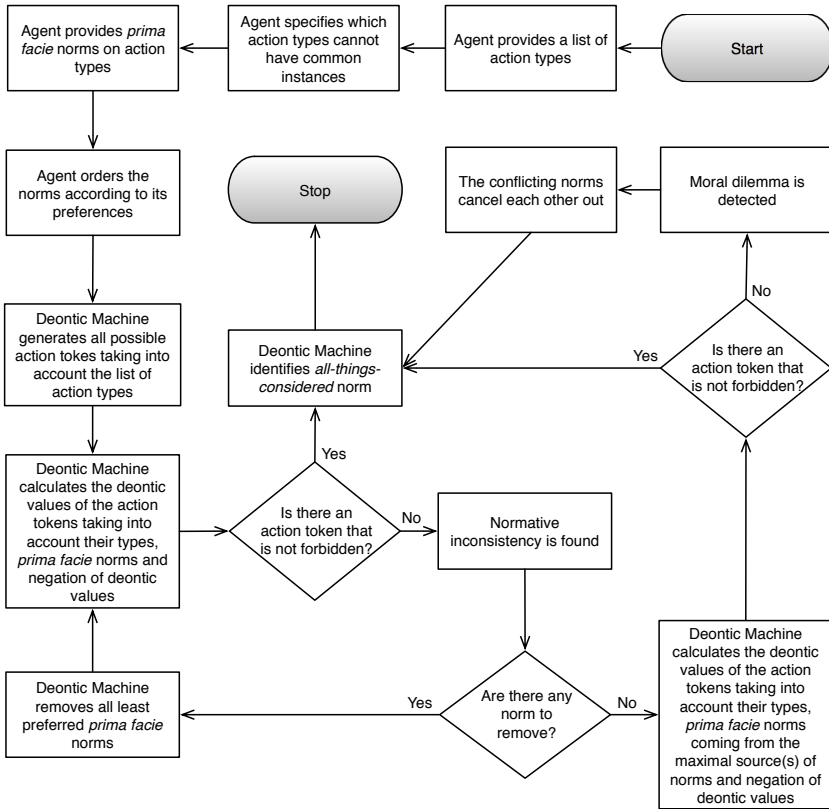 Start
Agent provides a list of
action types
Agent specifies which
action types cannot
have common
instances
Agent provides prima
facie norms on action
types
Agent orders the
norms according to its
preferences
Deontic Machine
generates all possible
action tokes taking into
account the list of
action types
Deontic Machine
calculates the deontic
values of the action
tokens taking into
account their types,
prima facie norms and
negation of deontic
values
Is there an
action token that
is not forbidden?
Yes
No
Deontic Machine
identifies all-things-
considered norm
Stop
Normative
inconsistency is found
Are there any
norm to
remove?
Yes
No
Deontic Machine
removes all least
preferred prima facie
norms
Deontic Machine
calculates the deontic
values of the action
tokens taking into
account their types,
prima facie norms
coming from the
maximal source(s) of
norms and negation of
deontic values
Is there an
action token that
is not forbidden?
Yes
No
Moral dilemma is
detected
The conflicting norms
cancel each other out